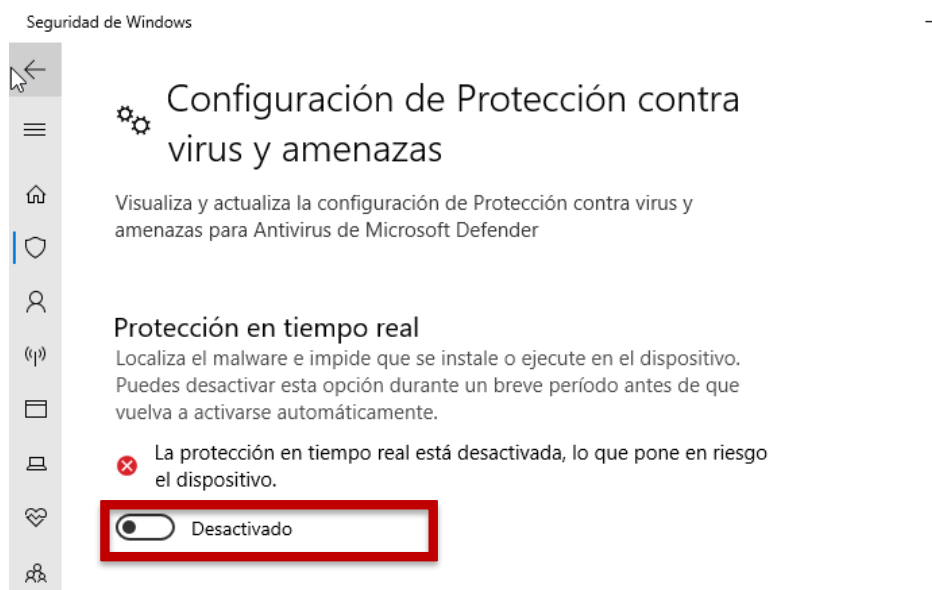 Seguridad de Windows
Configuración de Protección contra
virus y amenazas
Visualiza y actualiza la configuración de Protección contra virus y
amenazas para Antivirus de Microsoft Defender
Protección en tiempo real
Localiza el malware e impide que se instale o ejecute en el dispositivo.
Puedes desactivar esta opción durante un breve período antes de que
vuelva a activarse automáticamente.
La protección en tiempo real está desactivada, lo que pone en riesgo
el dispositivo.
Desactivado